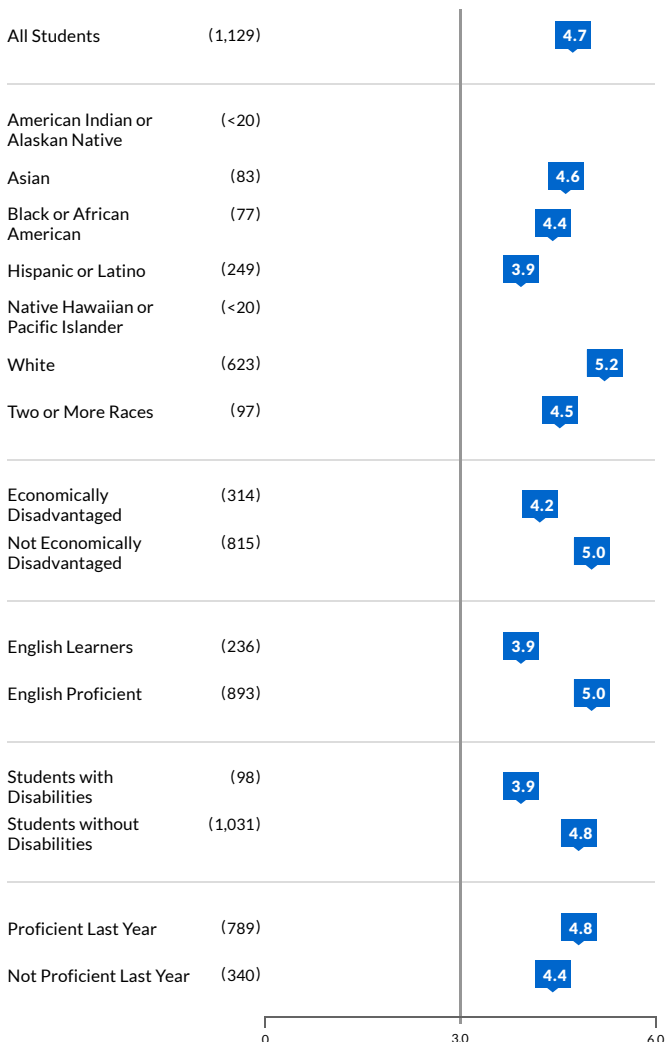 All Students (1,129) 4.7
American Indian or (<20)
Alaskan Native
Asian (83) 4.6
Black or African (77) 4.4
American
Hispanic or Latino (249) 3.9
Native Hawaiian or (<20)
Pacific Islander
White (623) 5.2
Two or More Races (97) 4.5
Economically (314) 4.2
Disadvantaged
Not Economically (815) 5.0
Disadvantaged
English Learners (236) 3.9
English Proficient (893) 5.0
Students with (98) 3.9
Disabilities
Students without (1,031) 4.8
Disabilities
Proficient Last Year (789) 4.8
Not Proficient Last Year (340) 4.4
0 3.0 6.0